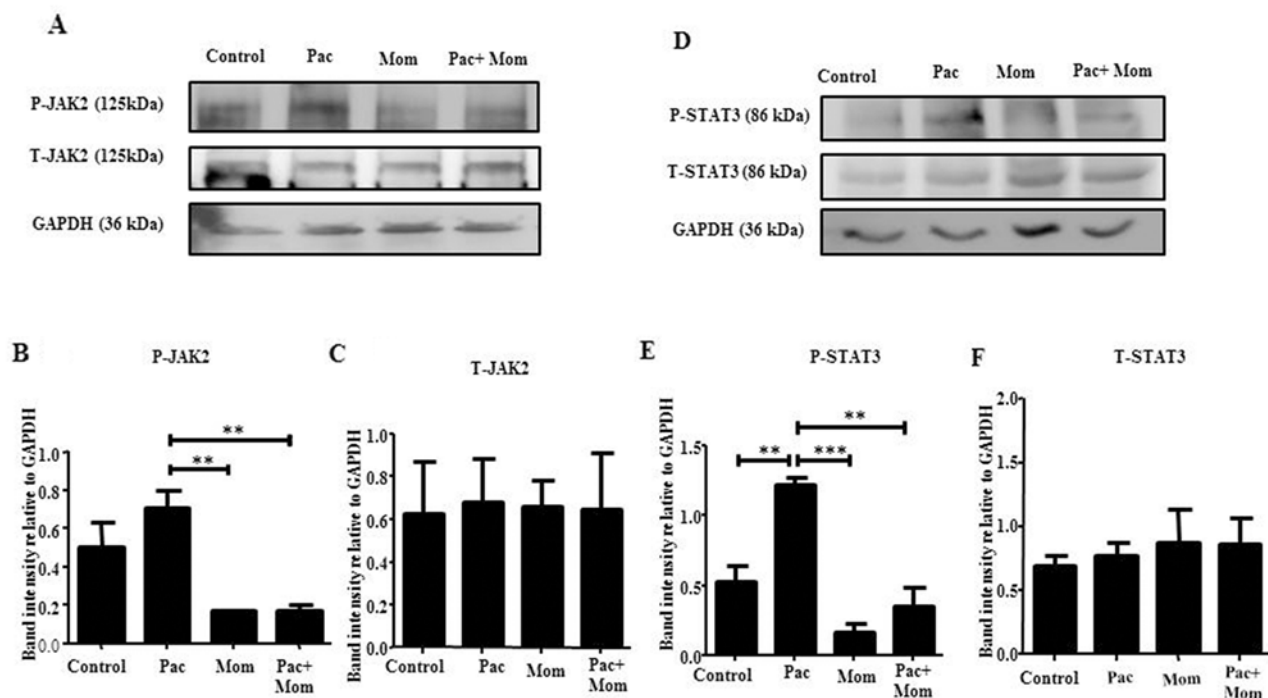 A
Control Pac Mom Pac+ Mom
P-JAK2 (125kDa)
T-JAK2 (125kDa)
GAPDH (36 kDa)
D
Control Pac Mom Pac+ Mom
P-STAT3 (86 kDa)
T-STAT3 (86 kDa)
GAPDH (36 kDa)
B
P-JAK2
Band intensity relative to GAPDH
1.0
0.8
0.6
0.4
0.2
0.0
**
**
Control Pac Mom Pac+
Mom
C
T-JAK2
Band intensity relative to GAPDH
1.0
0.8
0.6
0.4
0.2
0.0
Control Pac Mom Pac+
Mom
E
P-STAT3
Band intensity relative to GAPDH
1.5
1.0
0.5
0.0
**
** ***
Control Pac Mom Pac+
Mom
F
T-STAT3
Band intensity relative to GAPDH
2.0
1.5
1.0
0.5
0.0
Control Pac Mom Pac+
Mom